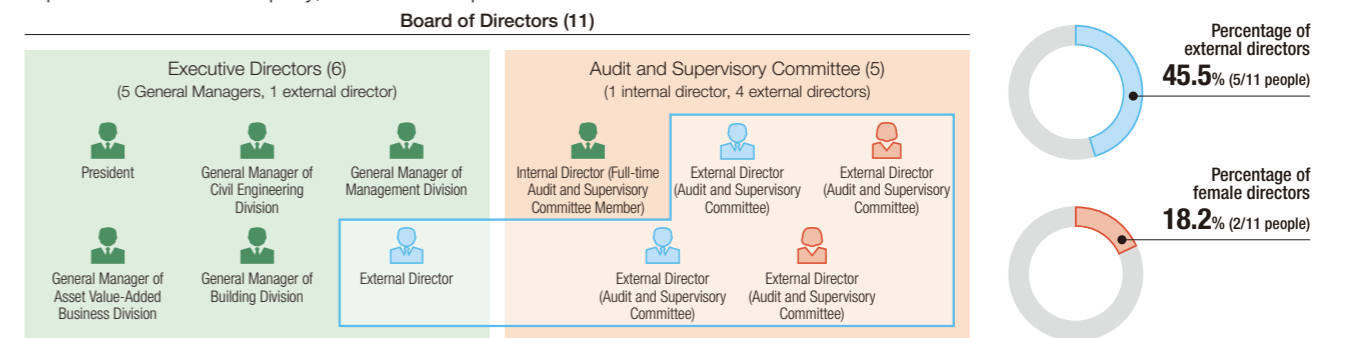 Board of Directors (11)
Executive Directors (6)
(5 General Managers, 1 external director)
President
General Manager of
Civil Engineering
Division
General Manager of
Management Division
General Manager of
Asset Value-Added
Business Division
General Manager of
Building Division
External Director
Audit and Supervisory Committee (5)
(1 internal director, 4 external directors)
Internal Director (Full-time
Audit and Supervisory
Committee Member)
External Director
(Audit and Supervisory
Committee)
External Director
(Audit and Supervisory
Committee)
External Director
(Audit and Supervisory
Committee)
External Director
(Audit and Supervisory
Committee)
Percentage of
external directors
45.5% (5/11 people)
Percentage of
female directors
18.2% (2/11 people)